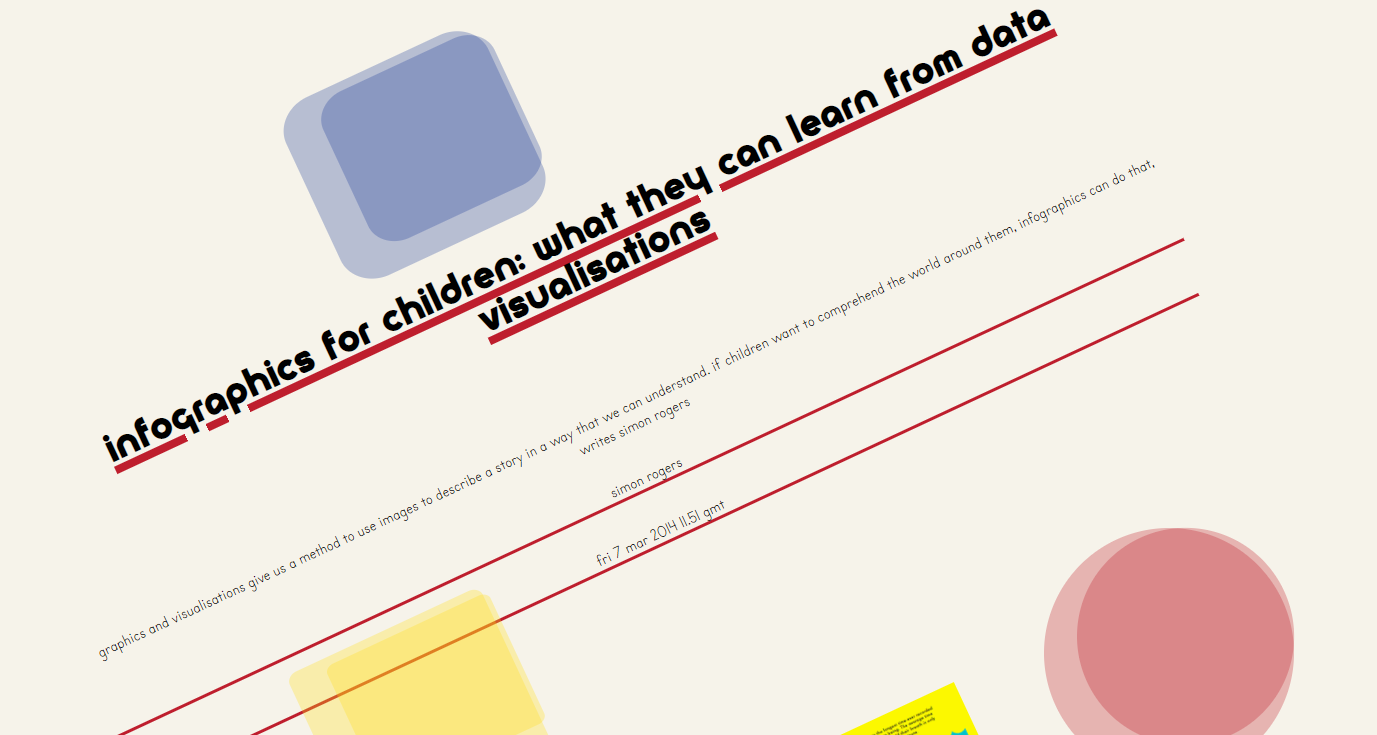 infographics for children: what they can learn from data
visualisations
graphics and visualisations give us a method to use images to describe a story in a way that we can understand. if children want to comprehend the world around them, infographics can do that,
writes simon rogers
simon rogers
fri 7 mar 2014 11.51 gmt